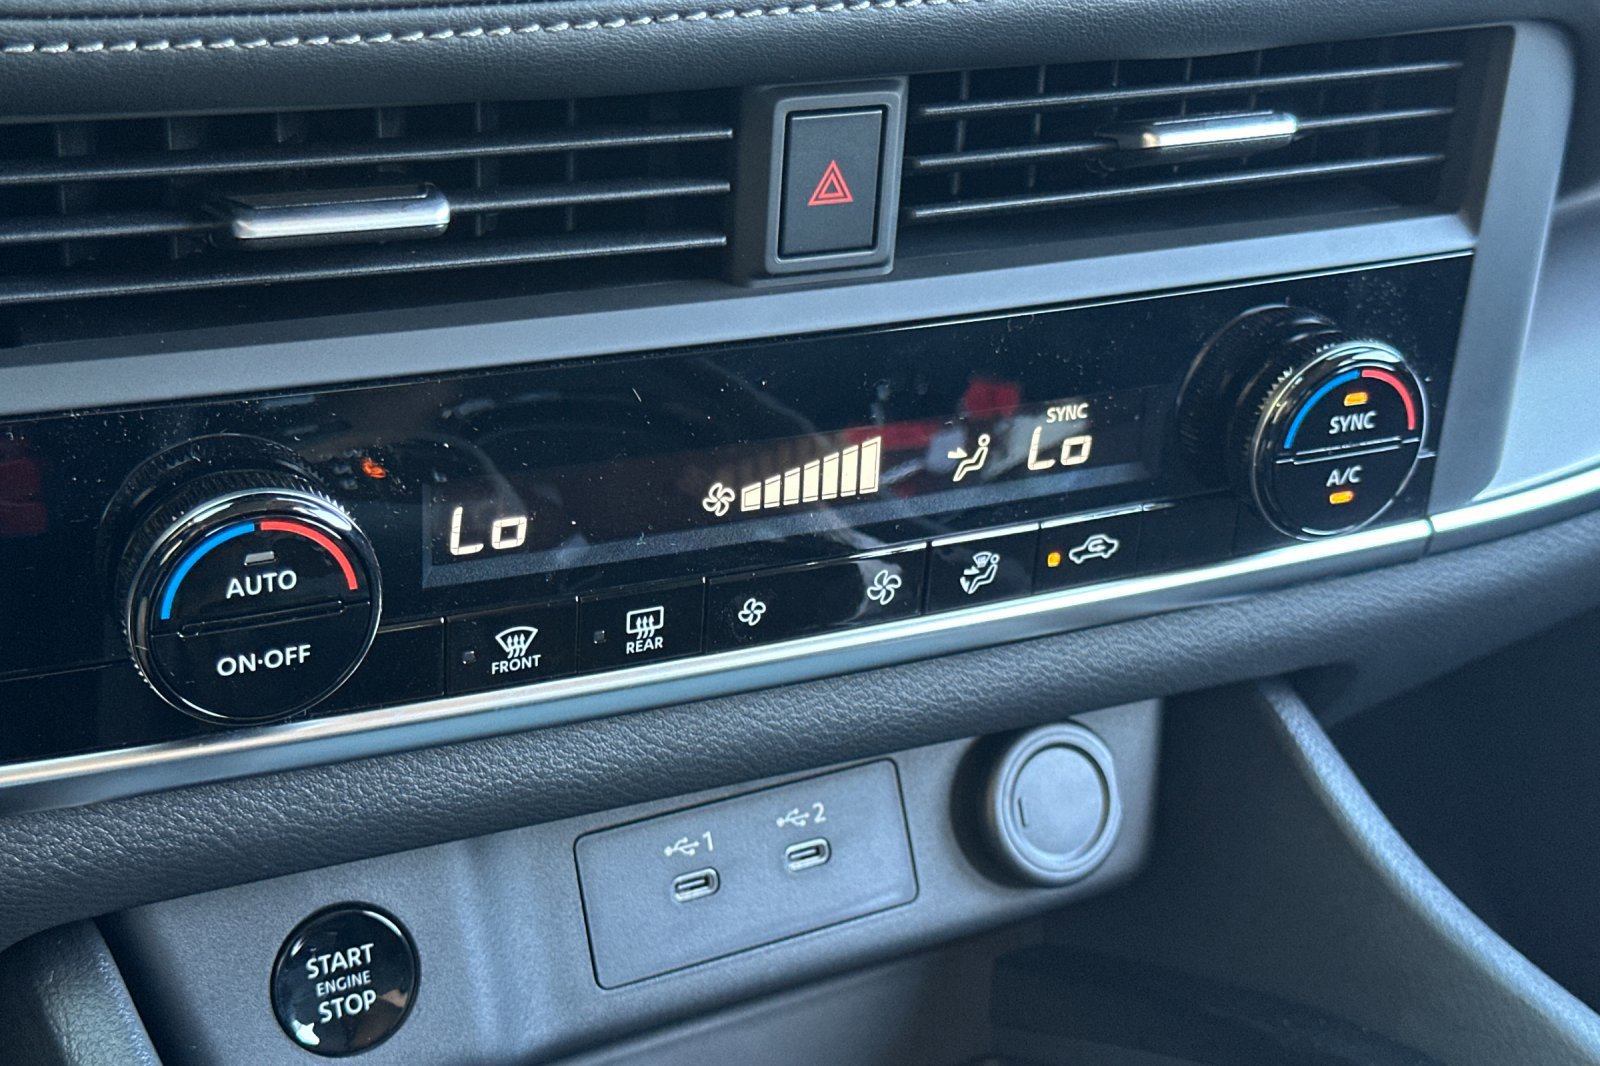 SYNC
Lo
Lo
SYNC
A/C
AUTO
ON·OFF
FRONT
REAR
1
2
START
ENGINE
STOP